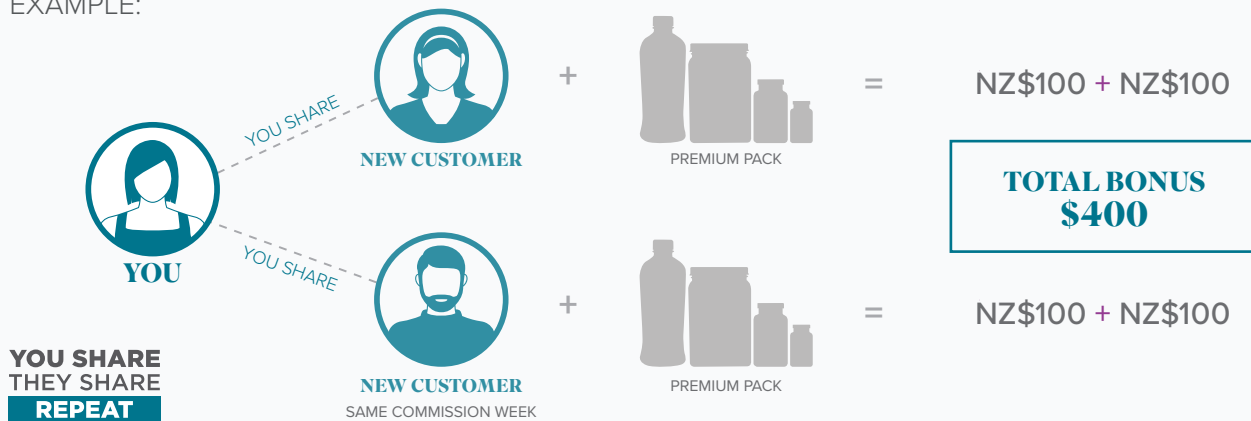 EXAMPLE:
YOU SHARE
NEW CUSTOMER
+
PREMIUM PACK
=
NZ$100 + NZ$100
YOU
TOTAL BONUS
$400
YOU SHARE
NEW CUSTOMER
SAME COMMISSION WEEK
+
PREMIUM PACK
=
NZ$100 + NZ$100
YOU SHARE
THEY SHARE
REPEAT